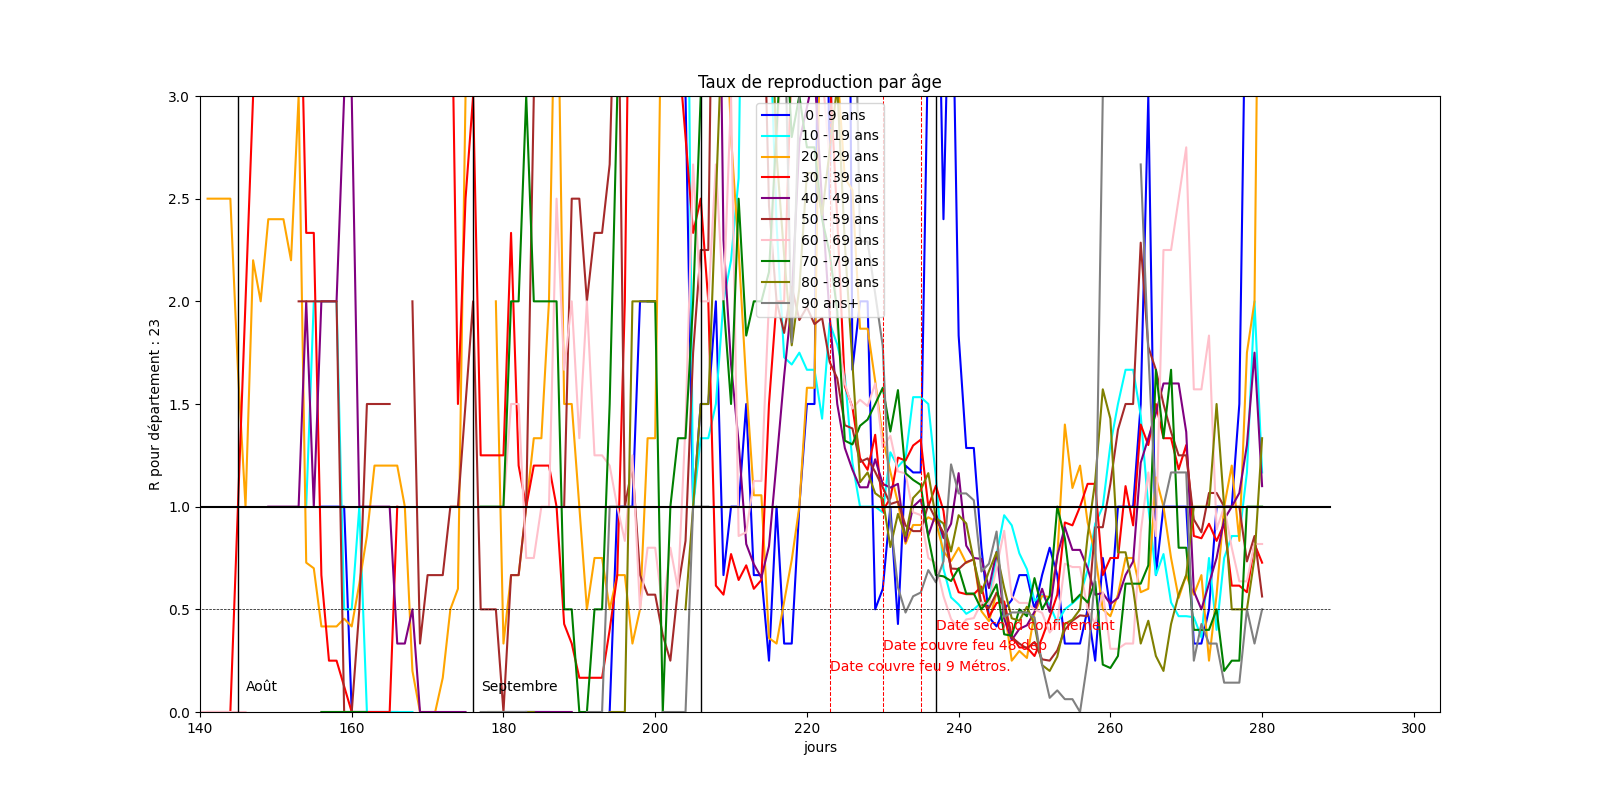 Taux de reproduction par âge
3.0
2.5
2.0
1.5
1.0
0.5
0.0
R pour département : 23
0 - 9 ans
10 - 19 ans
20 - 29 ans
30 - 39 ans
40 - 49 ans
50 - 59 ans
60 - 69 ans
70 - 79 ans
80 - 89 ans
90 ans+
Date second confinement
Date couvre feu 48 dep
Date couvre feu 9 Métros.
Août
Septembre
140 160 180 200 220 240 260 280 300
jours